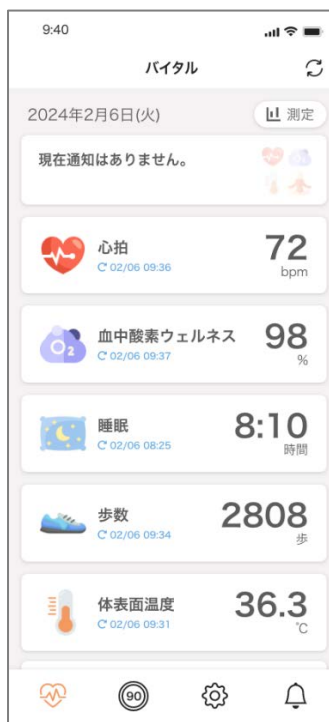 9:40
バイタル
2024年2月6日(火)
測定
現在通知はありません。
O2
心拍
02/06 09:36
72
bpm
O2
血中酸素ウェルネス
02/06 09:37
98
%
睡眠
02/06 08:25
8:10
時間
歩数
02/06 09:34
2808
歩
体表面温度
02/06 09:31
36.3
℃
90